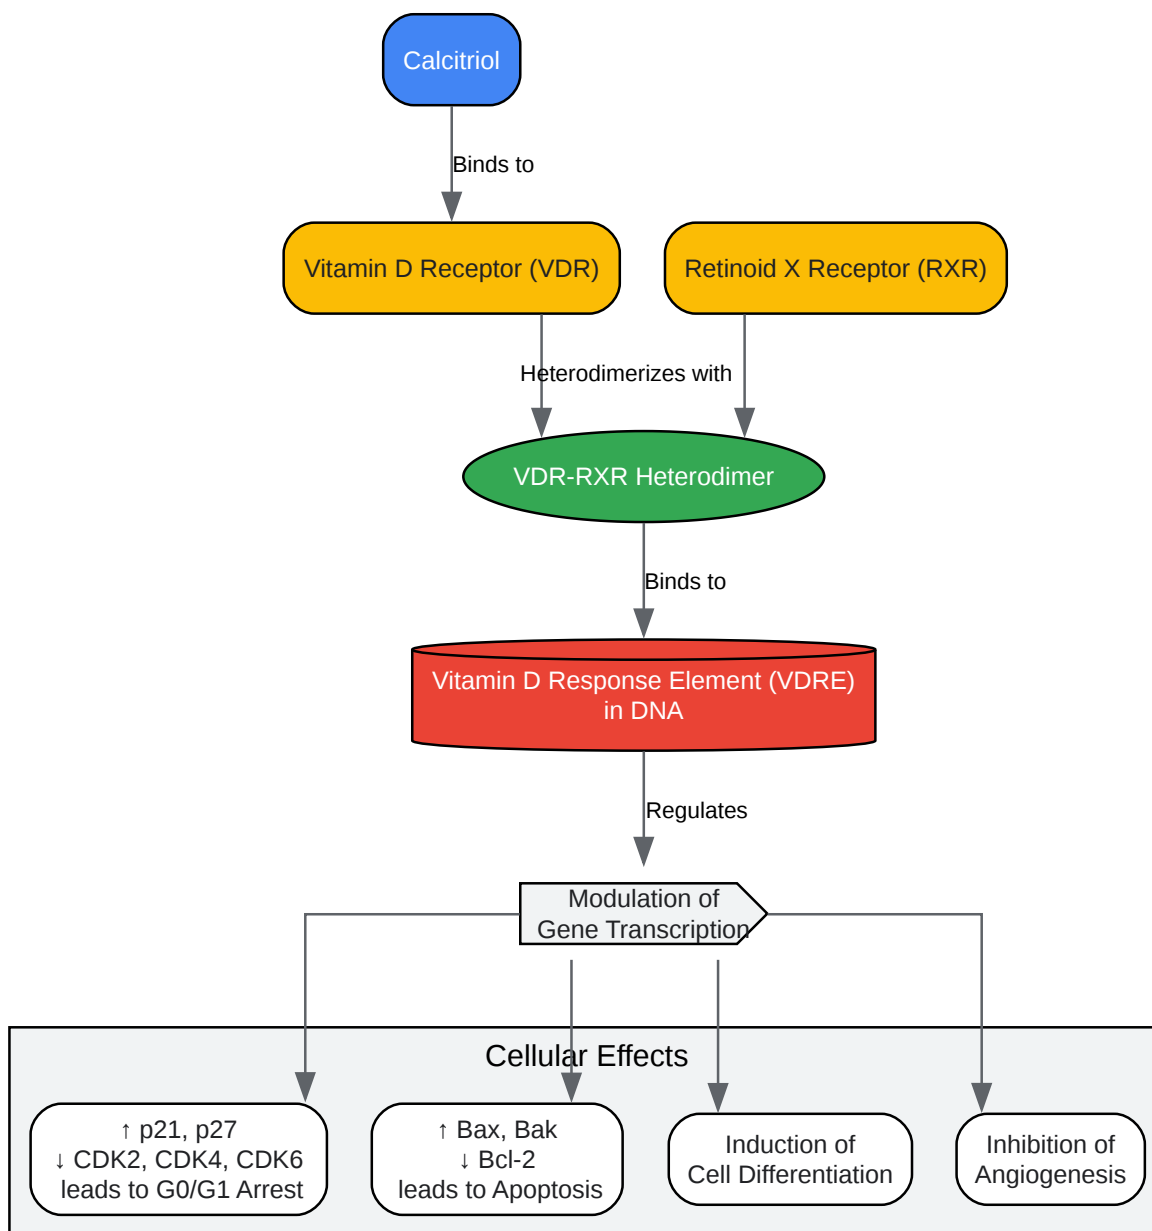 Calcitriol
Binds to
Vitamin D Receptor (VDR)
Retinoid X Receptor (RXR)
Heterodimerizes with
VDR-RXR Heterodimer
Binds to
Vitamin D Response Element (VDRE)
in DNA
Regulates
Modulation of
Gene Transcription
Cellular Effects
↑ p21, p27
↓ CDK2, CDK4, CDK6
leads to G0/G1 Arrest
↑ Bax, Bak
↓ Bcl-2
leads to Apoptosis
Induction of
Cell Differentiation
Inhibition of
Angiogenesis